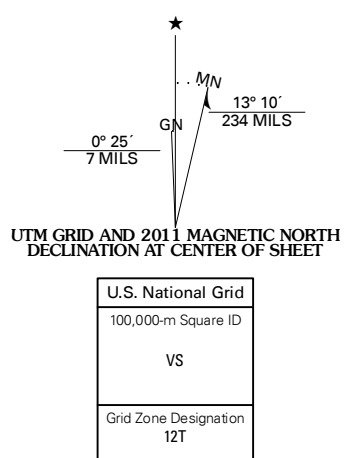 ★
MN
GN
13° 10´
234 MILS
0° 25´
7 MILS
UTM GRID AND 2011 MAGNETIC NORTH
DECLINATION AT CENTER OF SHEET
U.S. National Grid
100,000-m Square ID
VS
Grid Zone Designation
12T